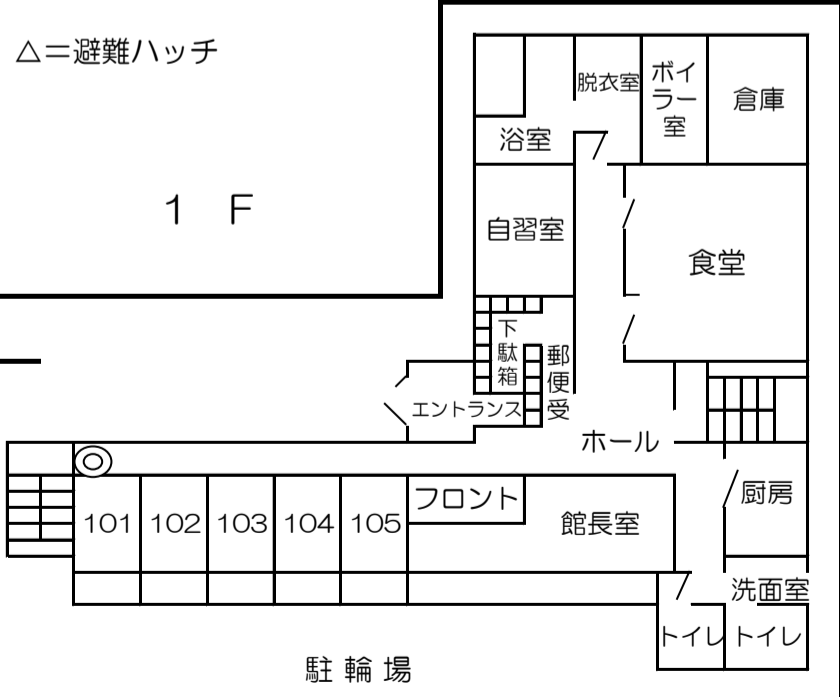 △＝避難ハッチ
脱衣室
ボイラー室
倉庫
浴室
1 F
自習室
食堂
下駄箱
郵便受
エントランス
ホール
101
102
103
104
105
フロント
館長室
厨房
洗面室
トイレ
トイレ
駐輪場